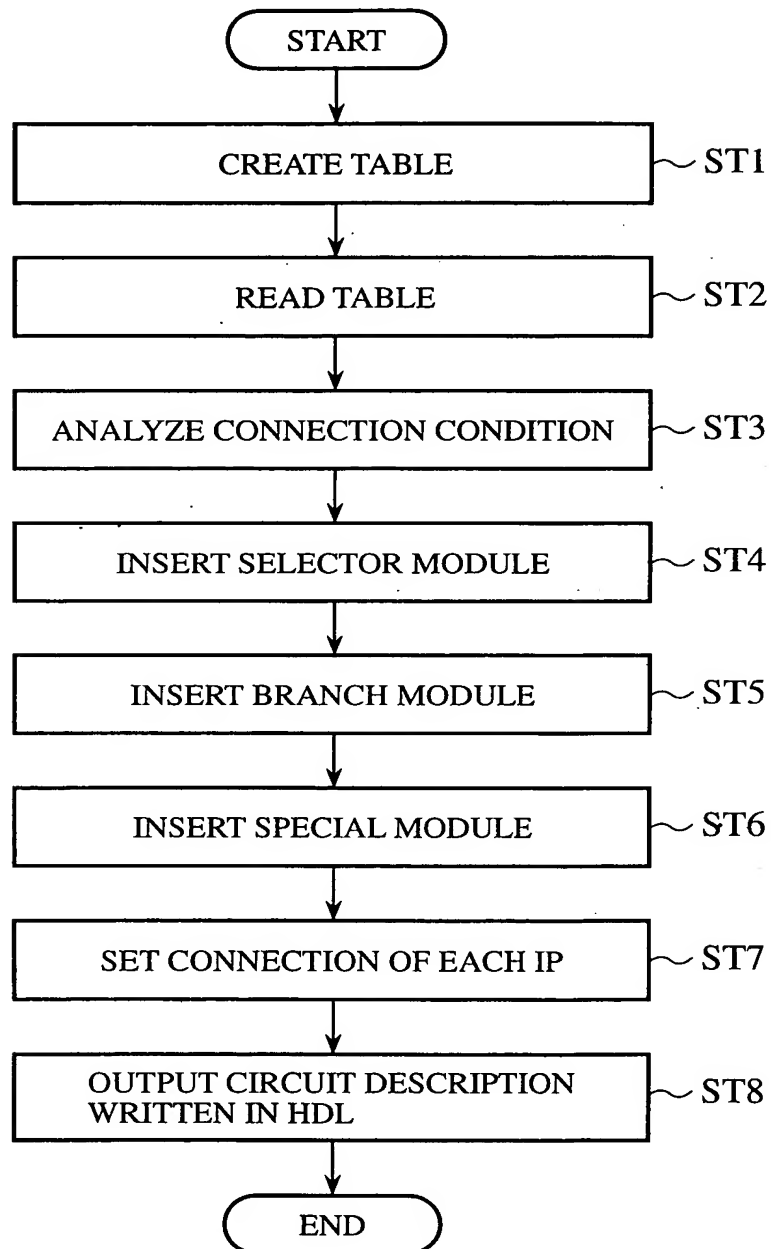 START
CREATE TABLE
ST1
READ TABLE
ST2
ANALYZE CONNECTION CONDITION
ST3
INSERT SELECTOR MODULE
ST4
INSERT BRANCH MODULE
ST5
INSERT SPECIAL MODULE
ST6
SET CONNECTION OF EACH IP
ST7
OUTPUT CIRCUIT DESCRIPTION
WRITTEN IN HDL
ST8
END